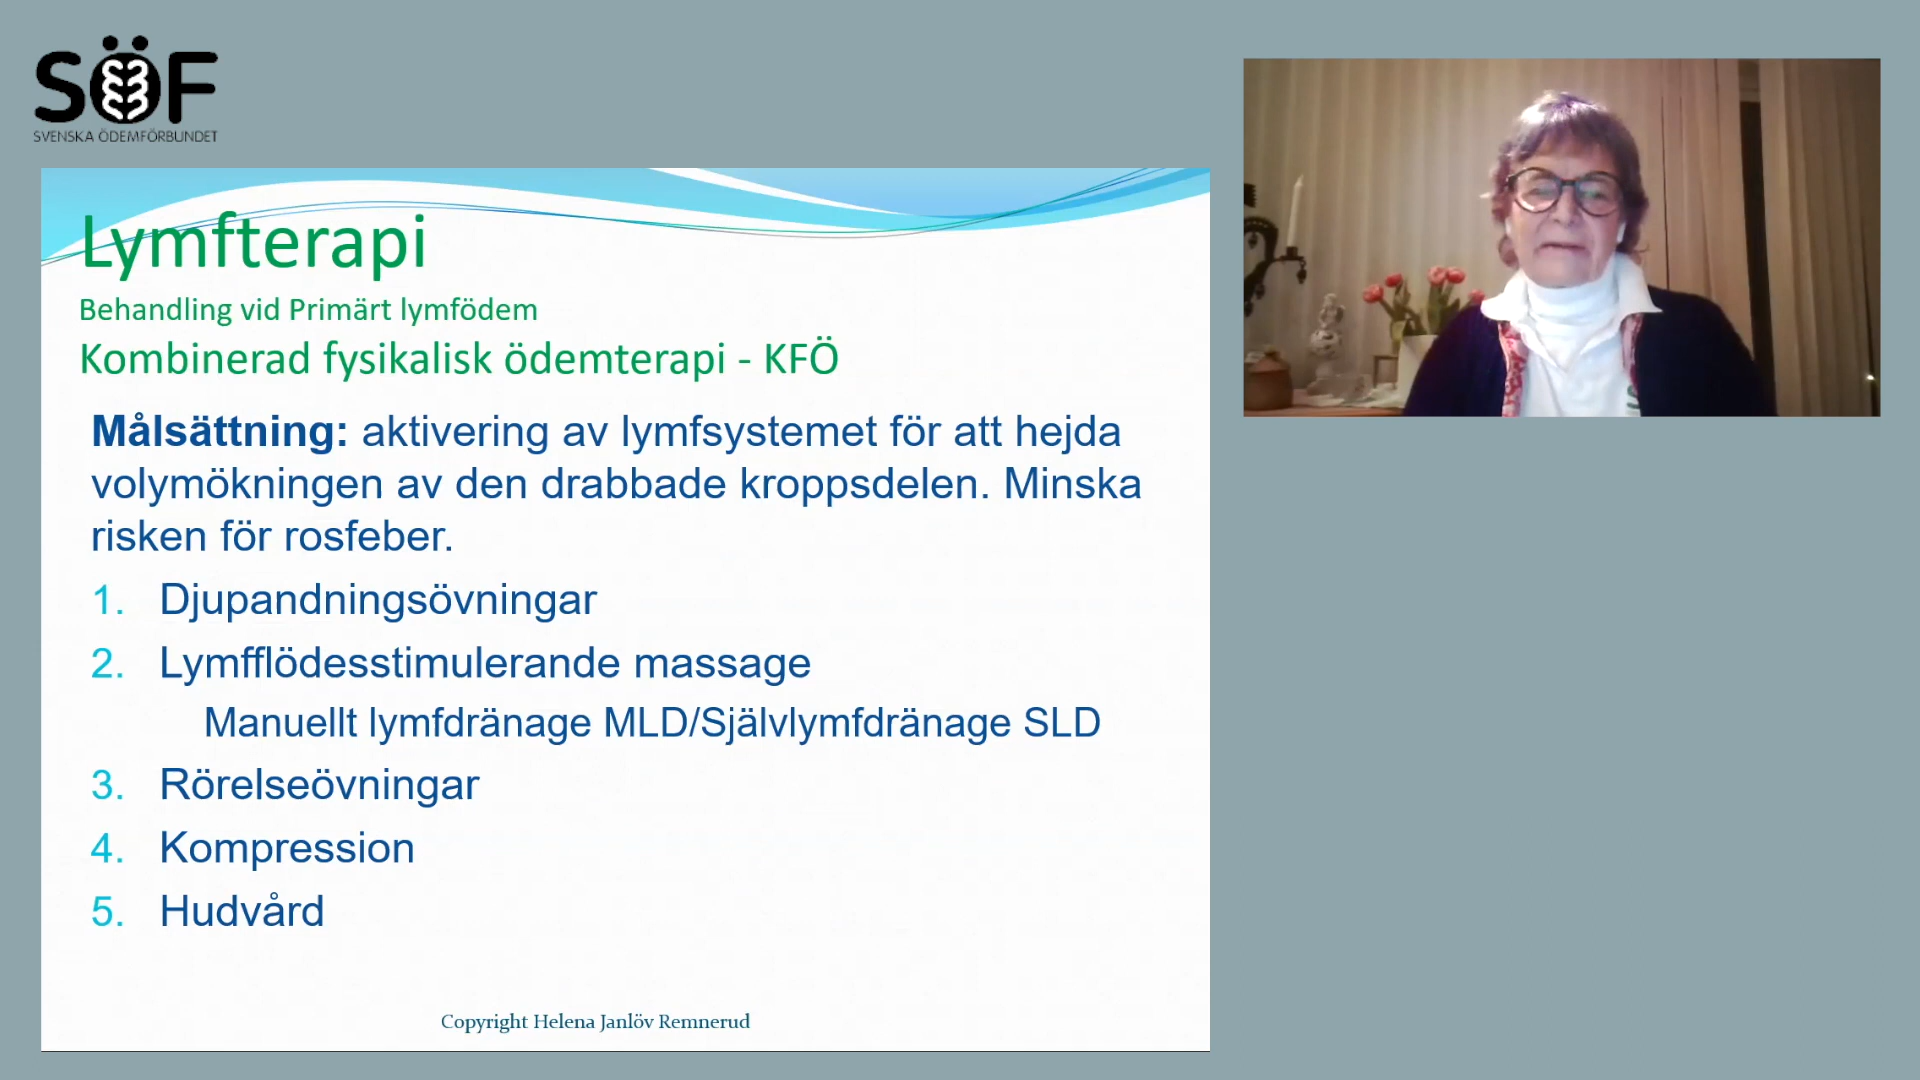 SÖF
SVENSKA ÖDEMFÖRBUNDET
Lymfterapi
Behandling vid Primärt lymfödem
Kombinerad fysikalisk ödemterapi - KFÖ
Målsättning: aktivering av lymfsystemet för att hejda
volymökningen av den drabbade kroppsdelen. Minska
risken för rosfeber.
1. Djupandningsövningar
2. Lymfflödesstimulerande massage
Manuellt lymfdränage MLD/Självlymfdränage SLD
3. Rörelseövningar
4. Kompression
5. Hudvård
Copyright Helena Janlöv Remnerud